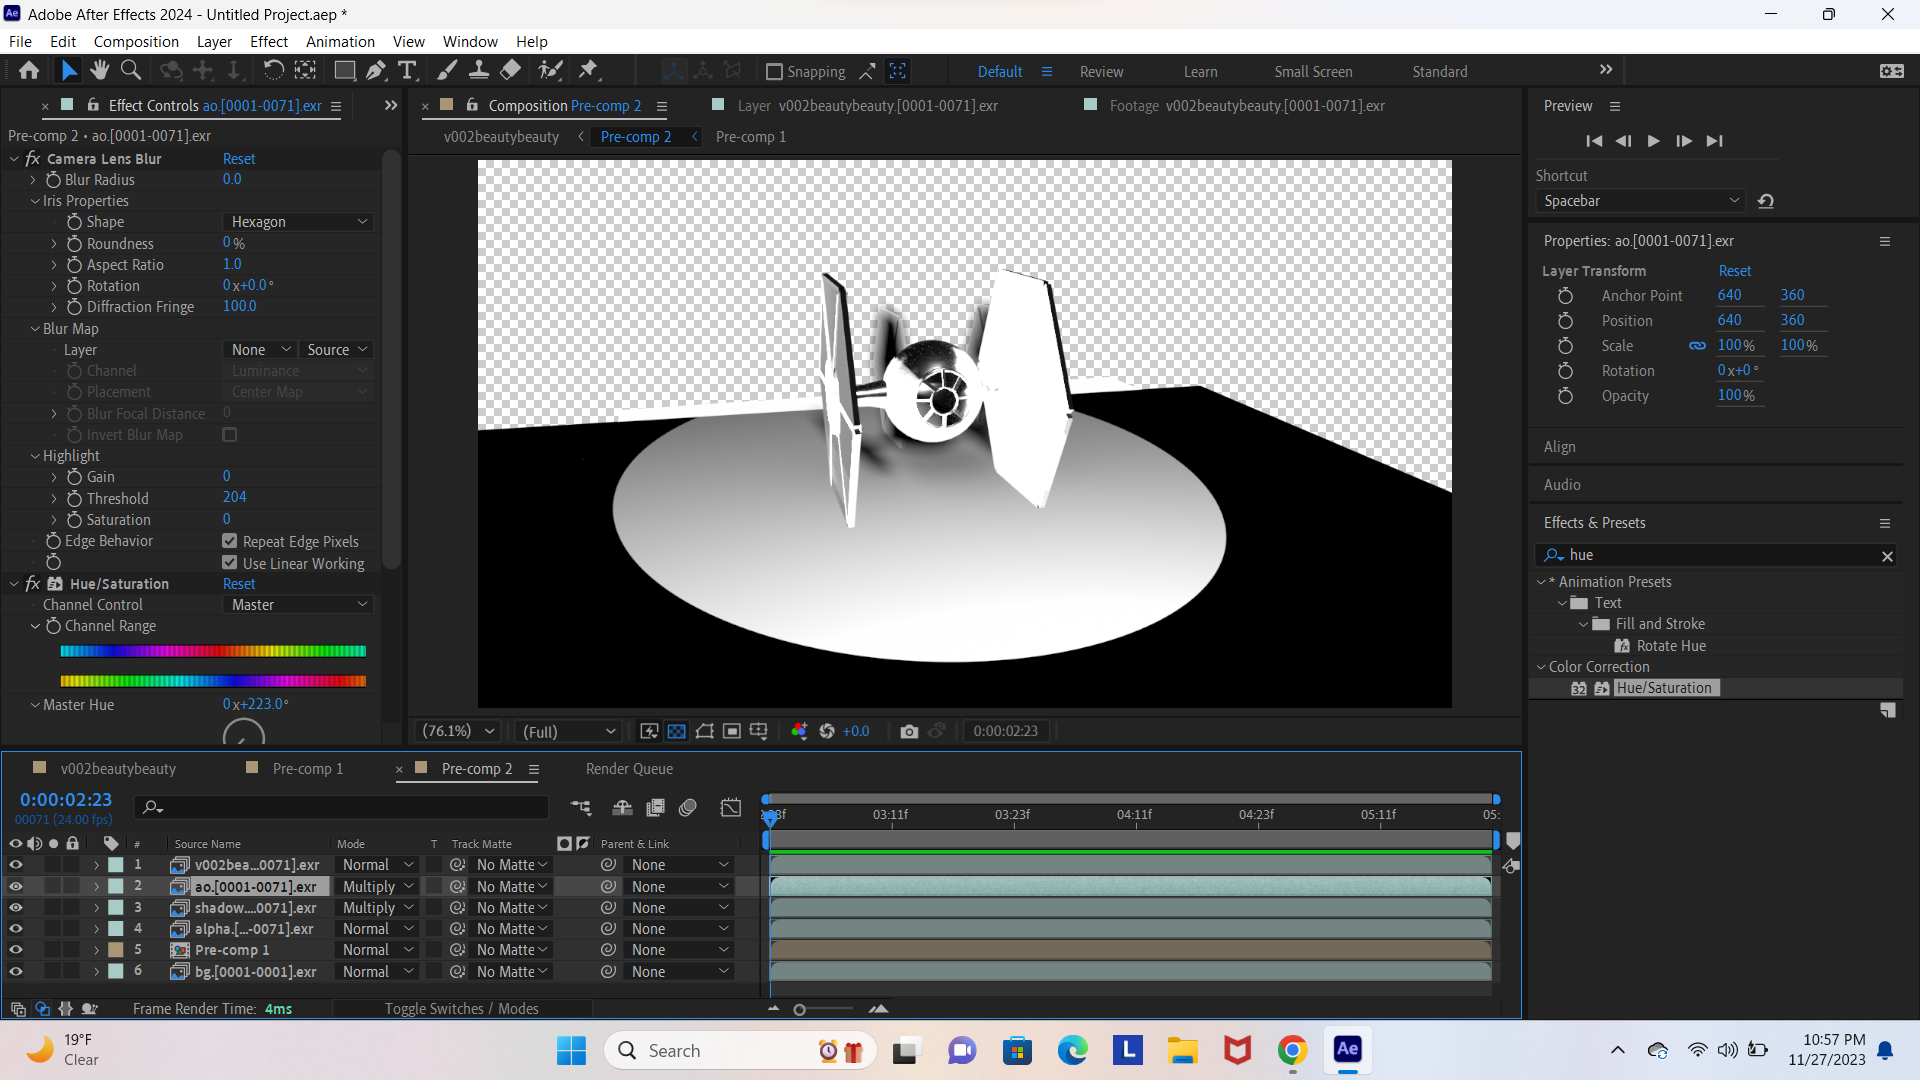 Adobe After Effects 2024 - Untitled Project.aep *
File Edit Composition Layer Effect Animation View Window Help
Snapping Default Review Learn Small Screen Standard
Effect Controls ao.[0001-0071].exr
Pre-comp 2 • ao.[0001-0071].exr
fx Camera Lens Blur Reset
Blur Radius 0.0
Iris Properties
Shape Hexagon
Roundness 0 %
Aspect Ratio 1.0
Rotation 0x+0.0°
Diffraction Fringe 100.0
Blur Map
Layer None Source
Channel Luminance
Placement Center Map
Blur Focal Distance 0
Invert Blur Map
Highlight
Gain 0
Threshold 204
Saturation 0
Edge Behavior Repeat Edge Pixels
Use Linear Working
fx Hue/Saturation Reset
Channel Control Master
Channel Range
Master Hue 0x+223.0°
Composition Pre-comp 2 Layer v002beautybeauty.[0001-0071].exr Footage v002beautybeauty.[0001-0071].exr
v002beautybeauty Pre-comp 2 Pre-comp 1
(76.1%) (Full) +0.0 0:00:02:23
Preview
Shortcut
Spacebar
Properties: ao.[0001-0071].exr
Layer Transform Reset
Anchor Point 640 360
Position 640 360
Scale 100% 100%
Rotation 0x+0°
Opacity 100%
Align
Audio
Effects & Presets
hue
* Animation Presets
Text
Fill and Stroke
Rotate Hue
Color Correction
32 Hue/Saturation
v002beautybeauty Pre-comp 1 Pre-comp 2 Render Queue
0:00:02:23
00071 (24.00 fps)
03:11f 03:23f 04:11f 04:23f 05:11f 05:
# Source Name Mode T Track Matte Parent & Link
1 v002bea...0071].exr Normal No Matte None
2 ao.[0001-0071].exr Multiply No Matte None
3 shadow....0071].exr Multiply No Matte None
4 alpha.[...-0071].exr Normal No Matte None
5 Pre-comp 1 Normal No Matte None
6 bg.[0001-0001].exr Normal No Matte None
Frame Render Time: 4ms Toggle Switches / Modes
19°F
Clear
Search
L
Ae
10:57 PM
11/27/2023